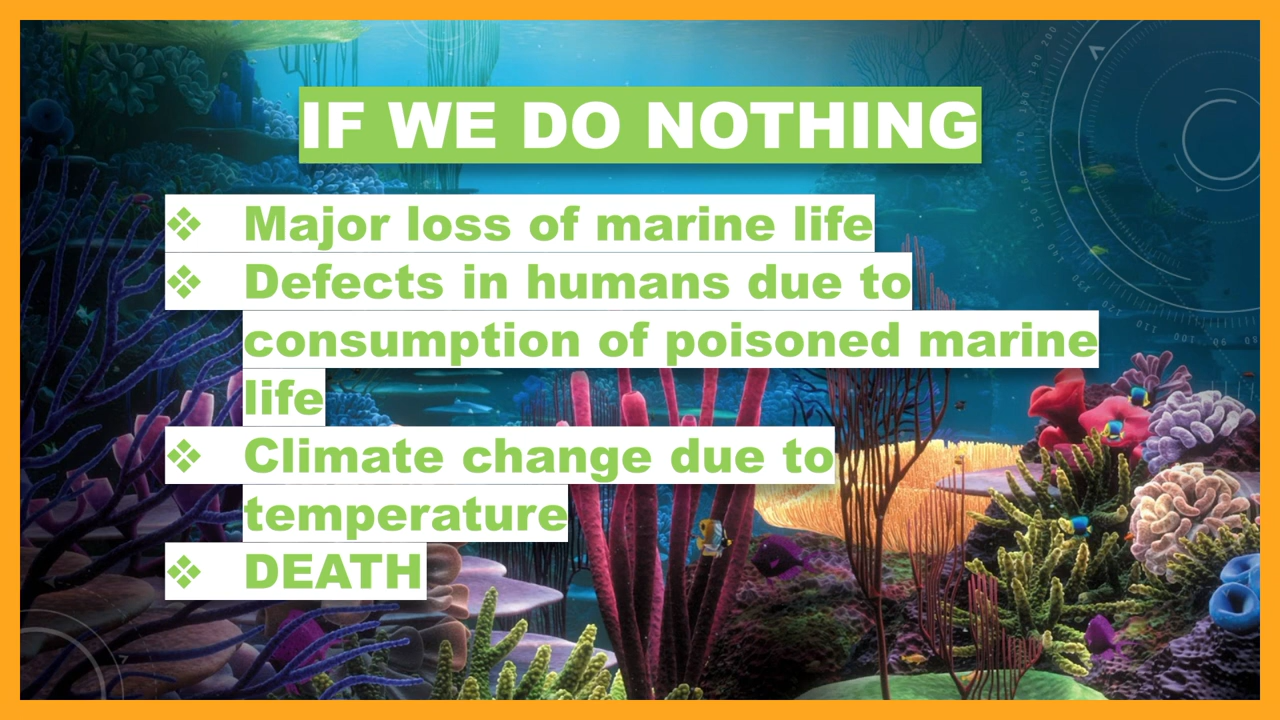 IF WE DO NOTHING
❖ Major loss of marine life
❖ Defects in humans due to
consumption of poisoned marine
life
❖ Climate change due to
temperature
❖ DEATH